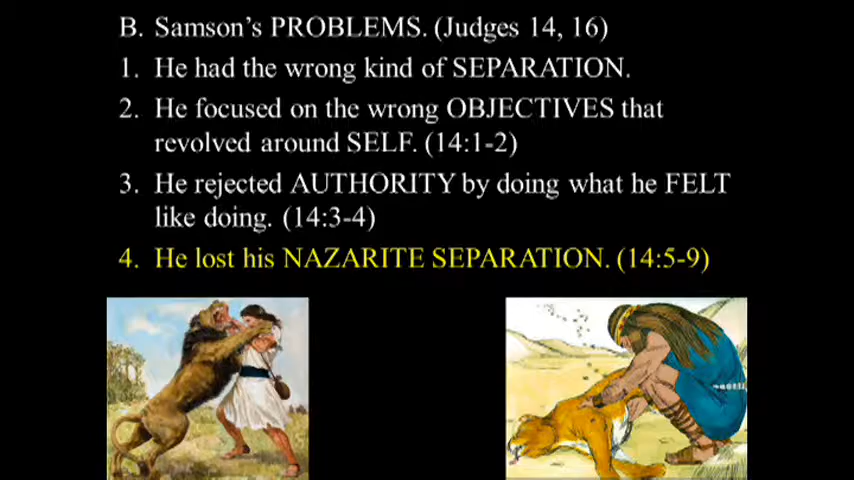 B. Samson's PROBLEMS. (Judges 14, 16)
1. He had the wrong kind of SEPARATION.
2. He focused on the wrong OBJECTIVES that
revolved around SELF. (14:1-2)
3. He rejected AUTHORITY by doing what he FELT
like doing. (14:3-4)
4. He lost his NAZARITE SEPARATION. (14:5-9)